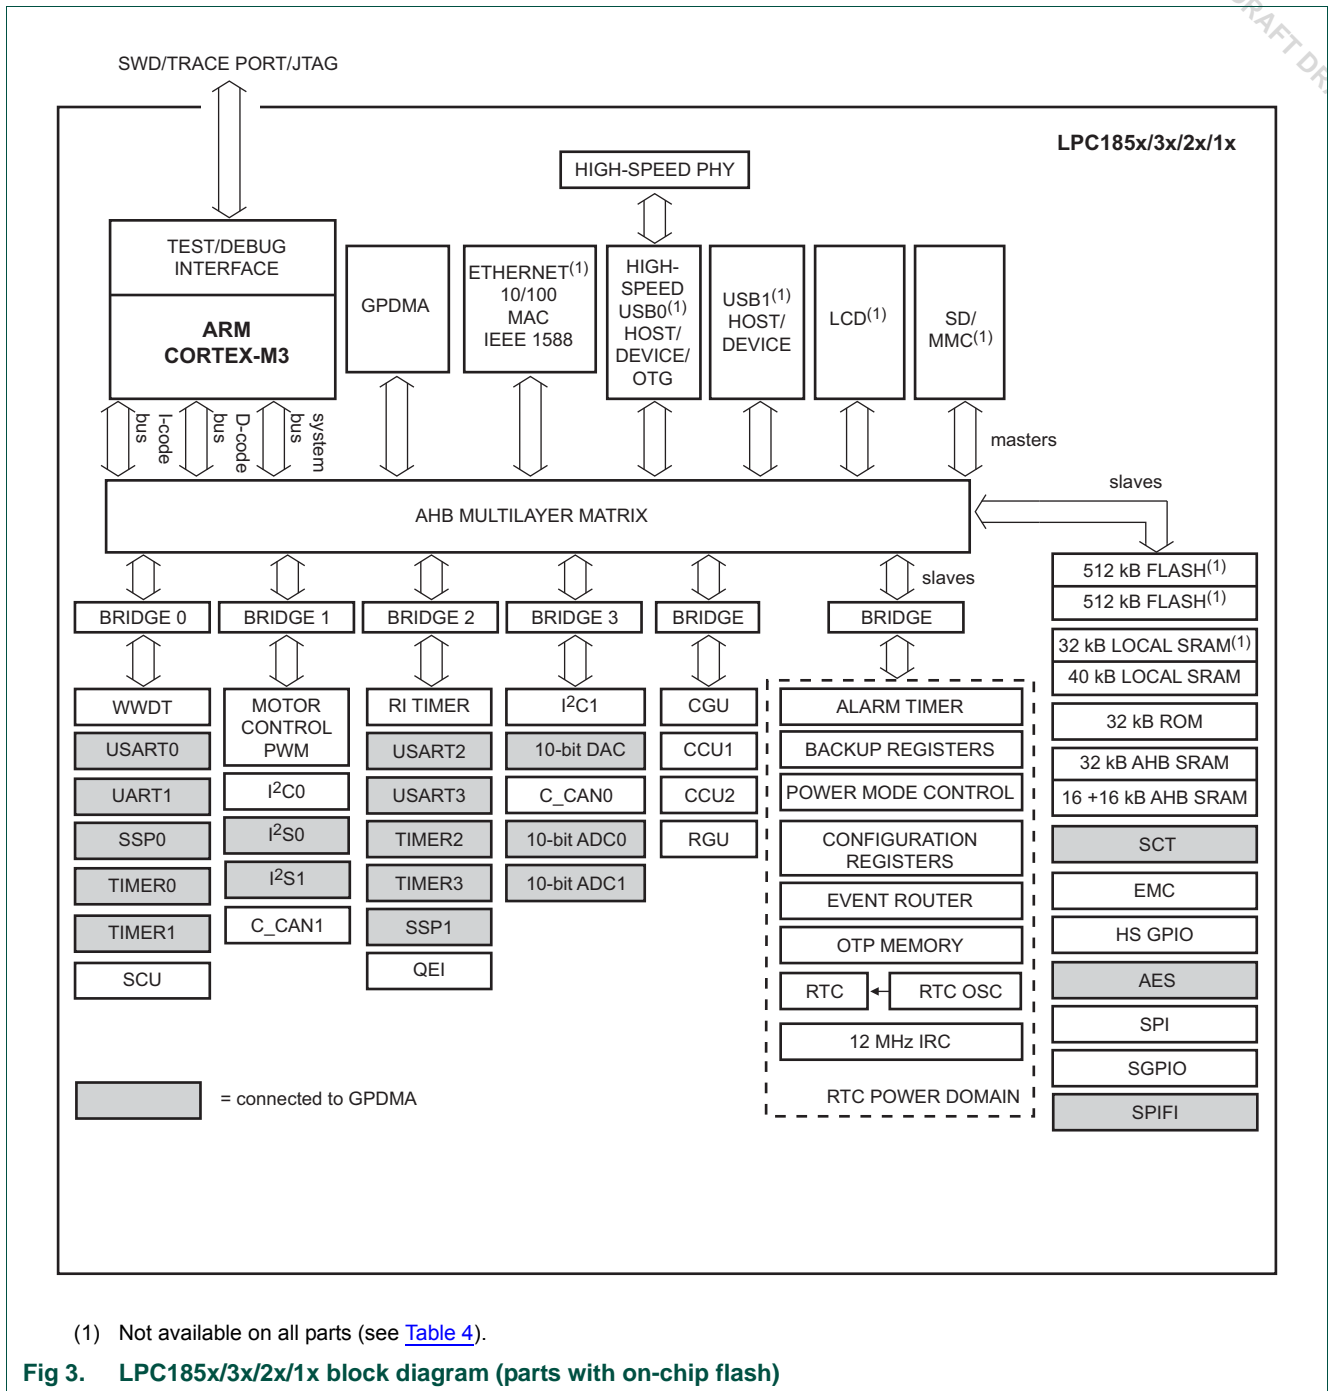 DRAFT DRA
SWD/TRACE PORT/JTAG
LPC185x/3x/2x/1x
HIGH-SPEED PHY
TEST/DEBUG
INTERFACE
ARM
CORTEX-M3
GPDMA
ETHERNET(1)
10/100
MAC
IEEE 1588
HIGH-
SPEED
USB0(1)
HOST/
DEVICE/
OTG
USB1(1)
HOST/
DEVICE
LCD(1)
SD/
MMC(1)
I-code
bus
D-code
bus
system
bus
masters
slaves
AHB MULTILAYER MATRIX
slaves
BRIDGE 0
BRIDGE 1
BRIDGE 2
BRIDGE 3
BRIDGE
BRIDGE
WWDT
USART0
UART1
SSP0
TIMER0
TIMER1
SCU
MOTOR
CONTROL
PWM
I2C0
I2S0
I2S1
C_CAN1
RI TIMER
USART2
USART3
TIMER2
TIMER3
SSP1
QEI
I2C1
10-bit DAC
C_CAN0
10-bit ADC0
10-bit ADC1
CGU
CCU1
CCU2
RGU
ALARM TIMER
BACKUP REGISTERS
POWER MODE CONTROL
CONFIGURATION
REGISTERS
EVENT ROUTER
OTP MEMORY
RTC
RTC OSC
12 MHz IRC
RTC POWER DOMAIN
512 kB FLASH(1)
512 kB FLASH(1)
32 kB LOCAL SRAM(1)
40 kB LOCAL SRAM
32 kB ROM
32 kB AHB SRAM
16 +16 kB AHB SRAM
SCT
EMC
HS GPIO
AES
SPI
SGPIO
SPIFI
= connected to GPDMA
(1) Not available on all parts (see Table 4).
Fig 3. LPC185x/3x/2x/1x block diagram (parts with on-chip flash)